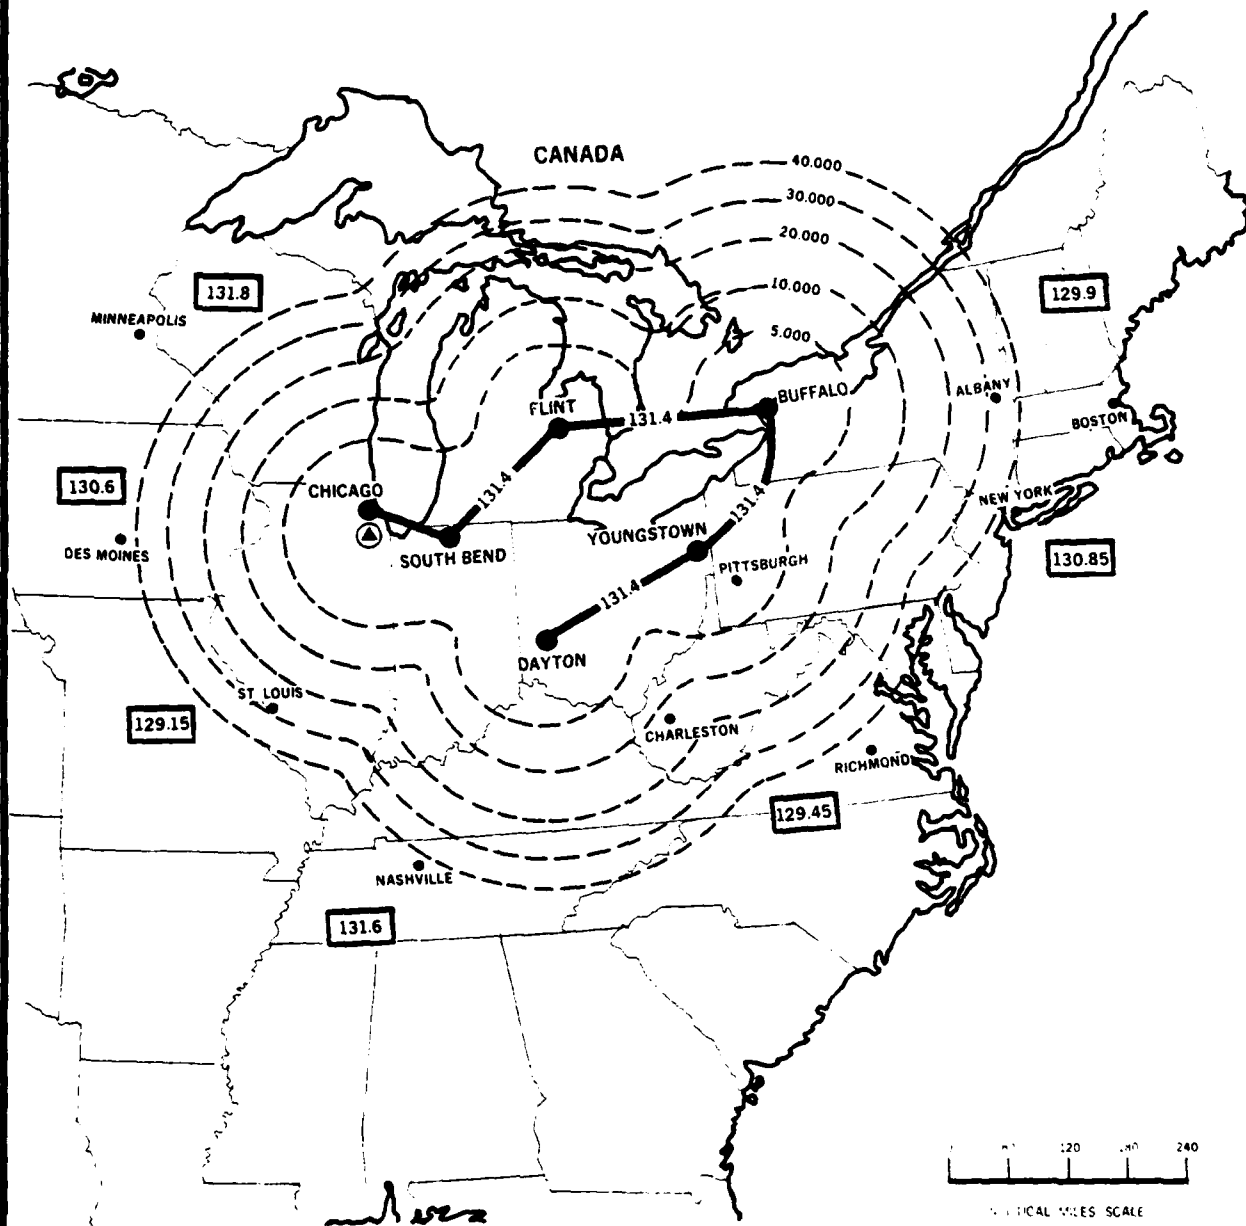 CANADA
40.000
30.000
20.000
10.000
5.000
131.8
129.9
MINNEAPOLIS
ALBANY
BUFFALO
FLINT
131.4
BOSTON
130.6
CHICAGO
131.4
131.4
NEW YORK
DES MOINES
SOUTH BEND
YOUNGSTOWN
PITTSBURGH
130.85
131.4
DAYTON
ST. LOUIS
129.15
CHARLESTON
RICHMOND
129.45
NASHVILLE
131.6
120
240
MILES SCALE